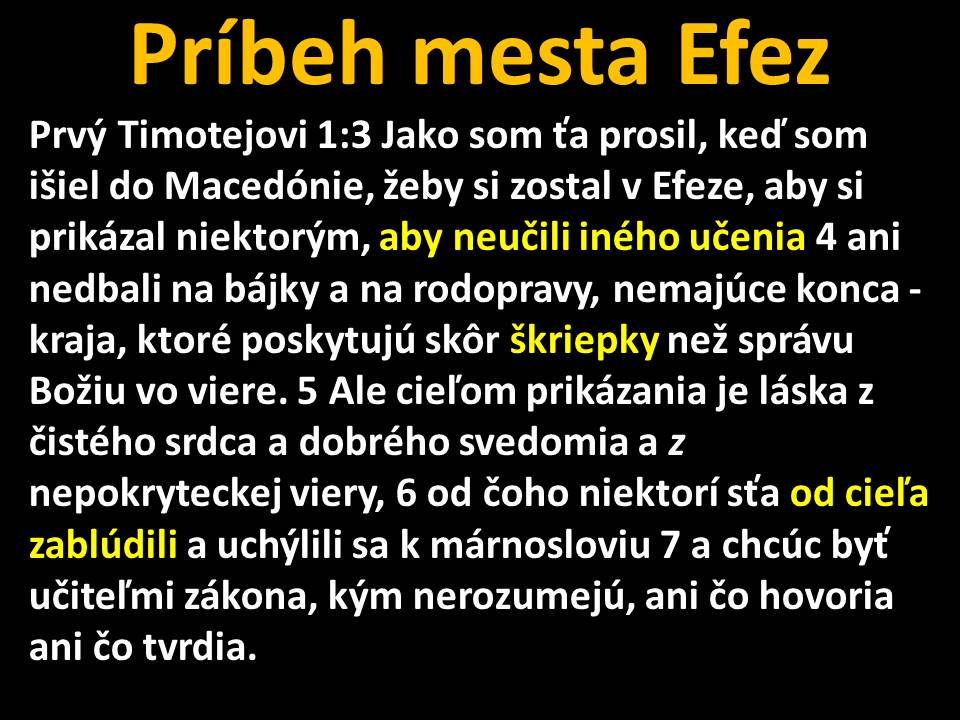 Príbeh mesta Efez
Prvý Timotejovi 1:3 Jako som ťa prosil, keď som
išiel do Macedónie, žeby si zostal v Efeze, aby si
prikázal niektorým, aby neučili iného učenia 4 ani
nedbali na bájky a na rodopravy, nemajúce konca -
kraja, ktoré poskytujú skôr škriepky než správu
Božiu vo viere. 5 Ale cieľom prikázania je láska z
čistého srdca a dobrého svedomia a z
nepokryteckej viery, 6 od čoho niektorí sťa od cieľa
zablúdili a uchýlili sa k márnosloviu 7 a chcúc byť
učiteľmi zákona, kým nerozumejú, ani čo hovoria
ani čo tvrdia.